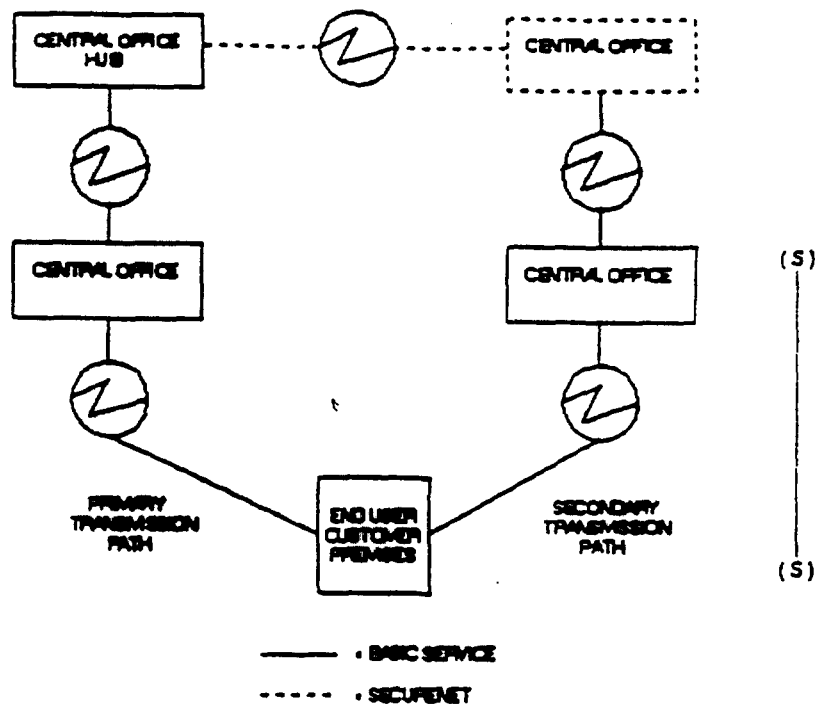 CENTRAL OFFICE
HUB
CENTRAL OFFICE
CENTRAL OFFICE
CENTRAL OFFICE
(S)
PRIMARY
TRANSMISSION
PATH
END USER
CUSTOMER
PREMISES
SECONDARY
TRANSMISSION
PATH
(S)
: BASIC SERVICE
: SECURENET